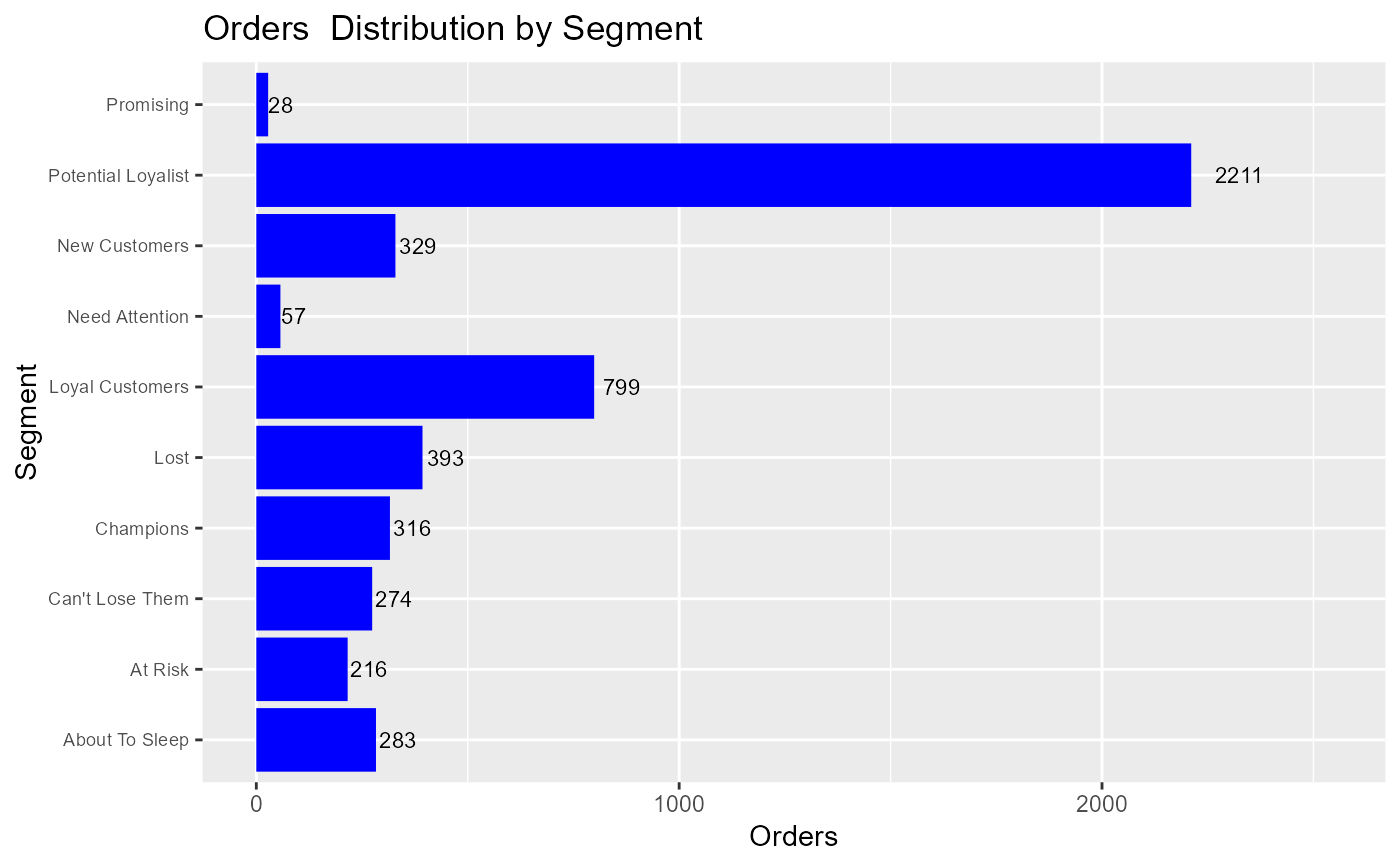 Orders  Distribution by Segment
Promising 28
Potential Loyalist 2211
New Customers 329
Need Attention 57
Loyal Customers 799
Lost 393
Champions 316
Can't Lose Them 274
At Risk 216
About To Sleep 283
Segment
0 1000 2000
Orders